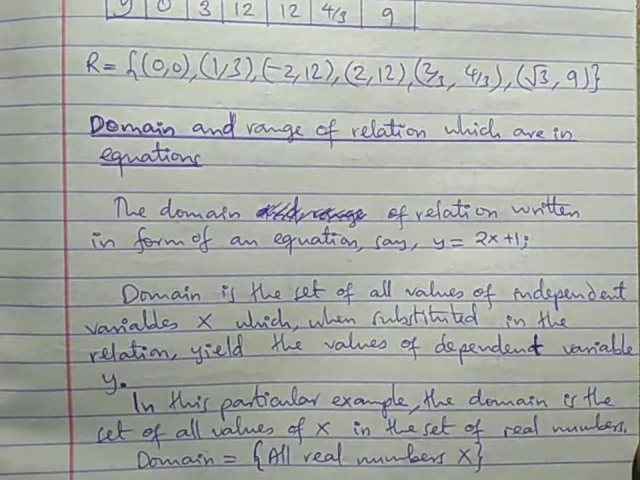 y 0 3 12 12 4/3 9
R = {(0,0), (1,3), (-2,12), (2,12), (2/3, 4/3), (√3, 9)}
Domain and range of relation which are in
equations
The domain of relation written
in form of an equation, say, y = 2x+1;
Domain is the set of all values of independent
variables x which, when substituted in the
relation, yield the values of dependent variable
y.
In this particular example, the domain is the
set of all values of x in the set of real numbers.
Domain = {All real numbers x}